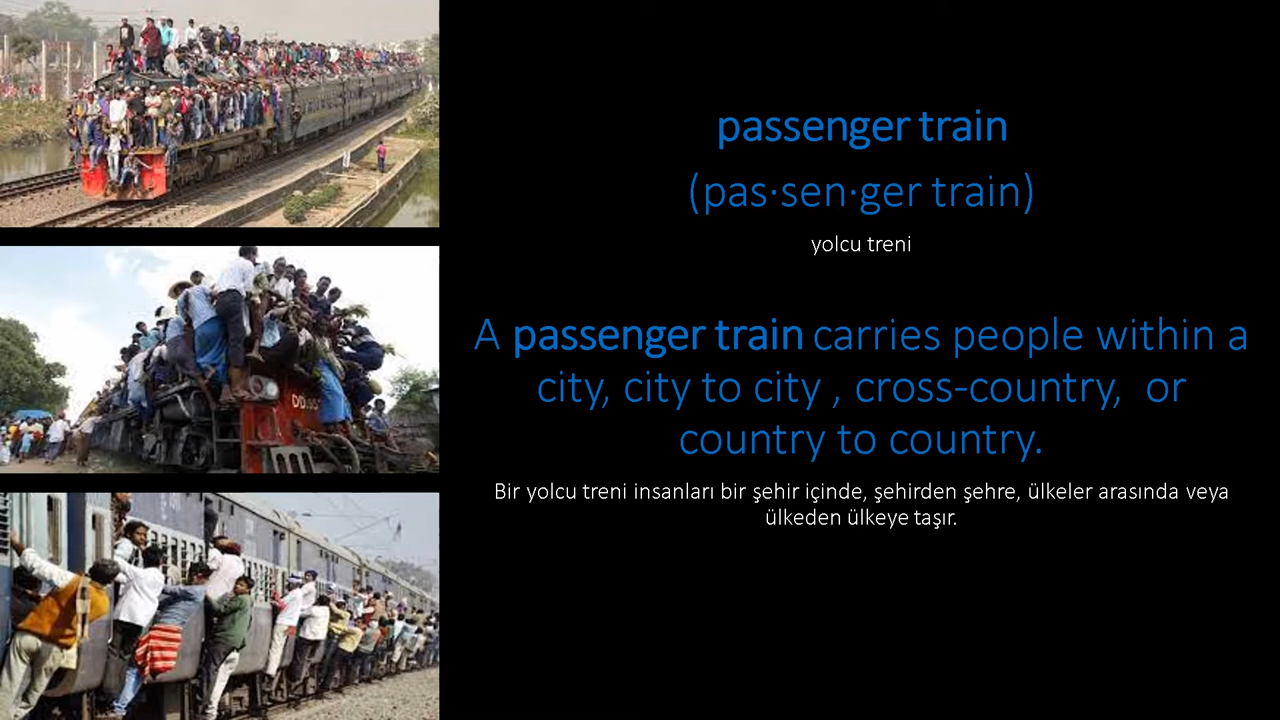 passenger train
(pas·sen·ger train)
yolcu treni
A passenger train carries people within a
city, city to city , cross-country,  or
country to country.
Bir yolcu treni insanları bir şehir içinde, şehirden şehre, ülkeler arasında veya
ülkeden ülkeye taşır.